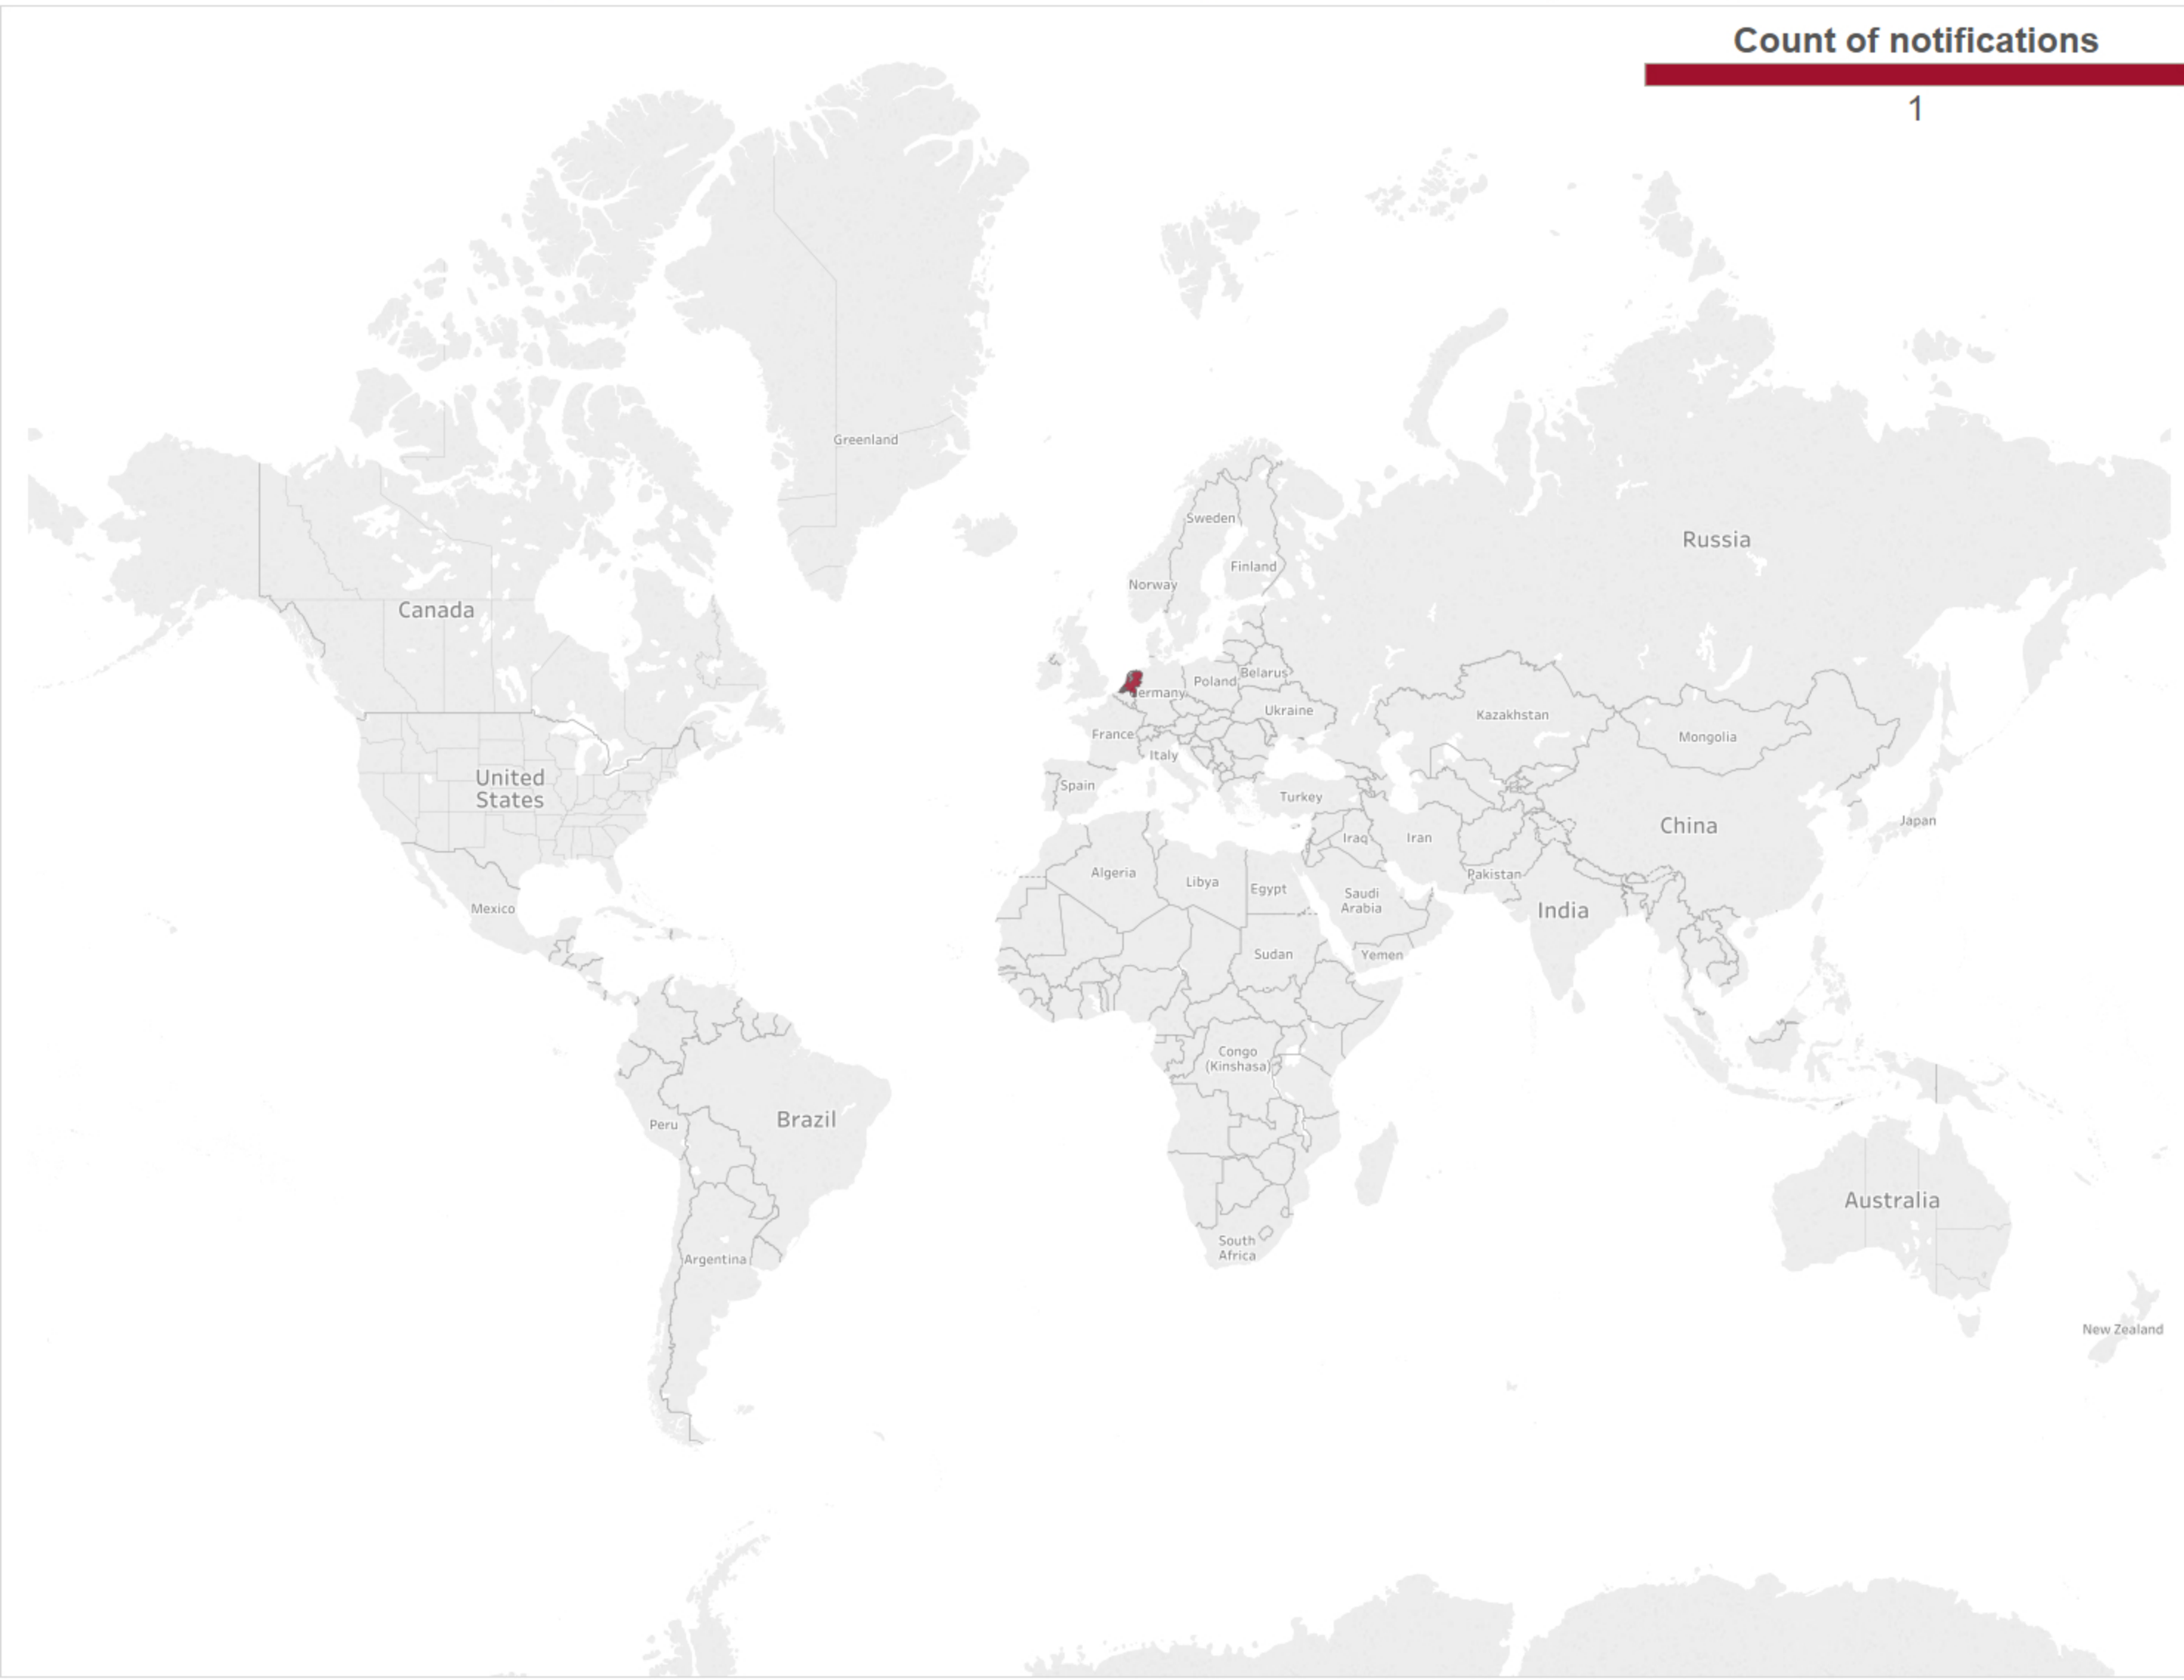 Count of notifications
1
Greenland
Sweden
Russia
Finland
Norway
Canada
Belarus
Poland
ermany
Ukraine
Kazakhstan
France
Mongolia
Italy
United
States
Spain
Turkey
Japan
China
Iraq
Iran
Algeria
Pakistan
Libya
Egypt
Saudi
Arabia
Mexico
India
Sudan
Yemen
Congo
(Kinshasa)
Brazil
Peru
Australia
South
Africa
Argentina
New Zealand